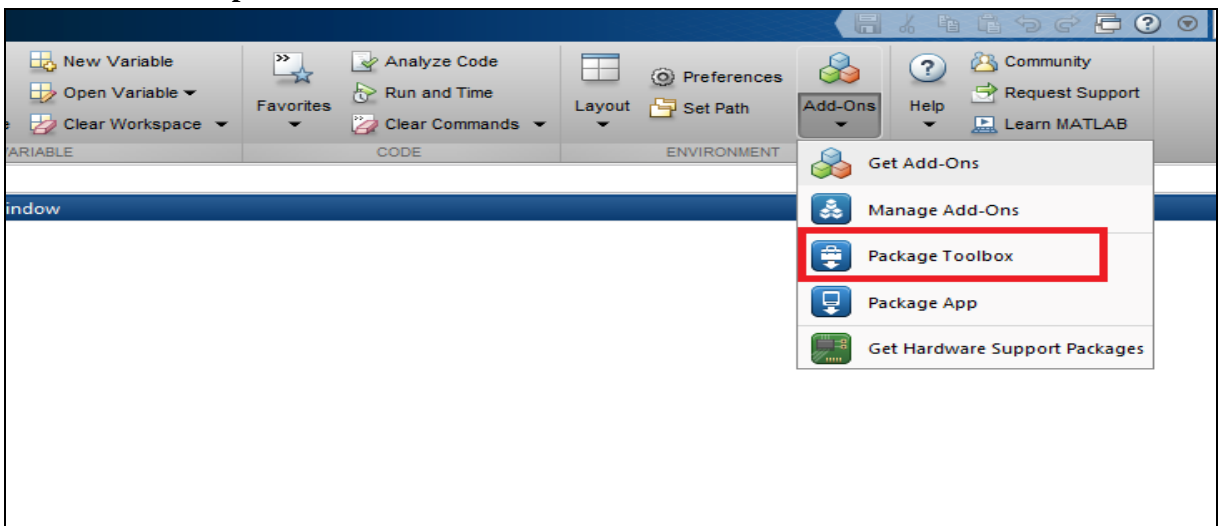 New Variable
Open Variable
Clear Workspace
VARIABLE
Favorites
Analyze Code
Run and Time
Clear Commands
CODE
Layout
Preferences
Set Path
ENVIRONMENT
Add-Ons
Help
Community
Request Support
Learn MATLAB
Get Add-Ons
Manage Add-Ons
Package Toolbox
Package App
Get Hardware Support Packages
indow